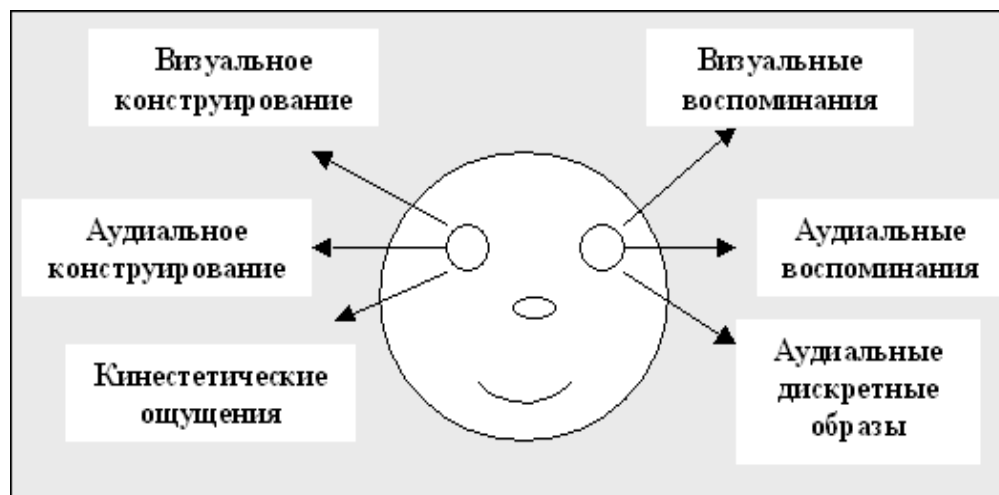 Визуальное
конструирование
Визуальные
воспоминания
Аудиальное
конструирование
Аудиальные
воспоминания
Кинестетические
ощущения
Аудиальные
дискретные
образы